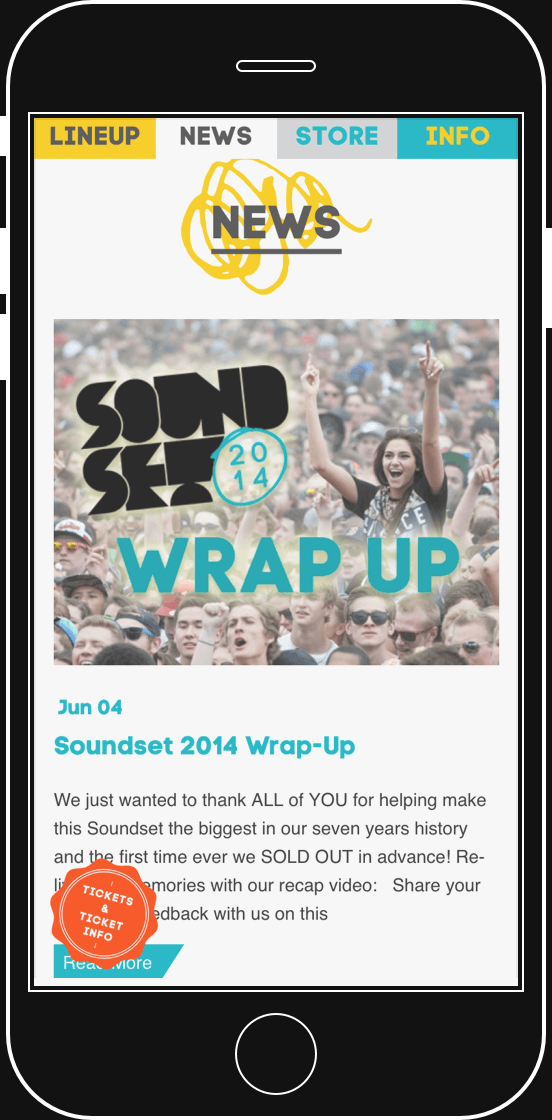 LINEUP NEWS STORE INFO
NEWS
SOUND
SET
20
14
WRAP UP
Jun 04
Soundset 2014 Wrap-Up
We just wanted to thank ALL of YOU for helping make
this Soundset the biggest in our seven years history
and the first time ever we SOLD OUT in advance! Re-
with our recap video: Share your
with us on this
TICKETS
&
TICKET
INFO
Read More